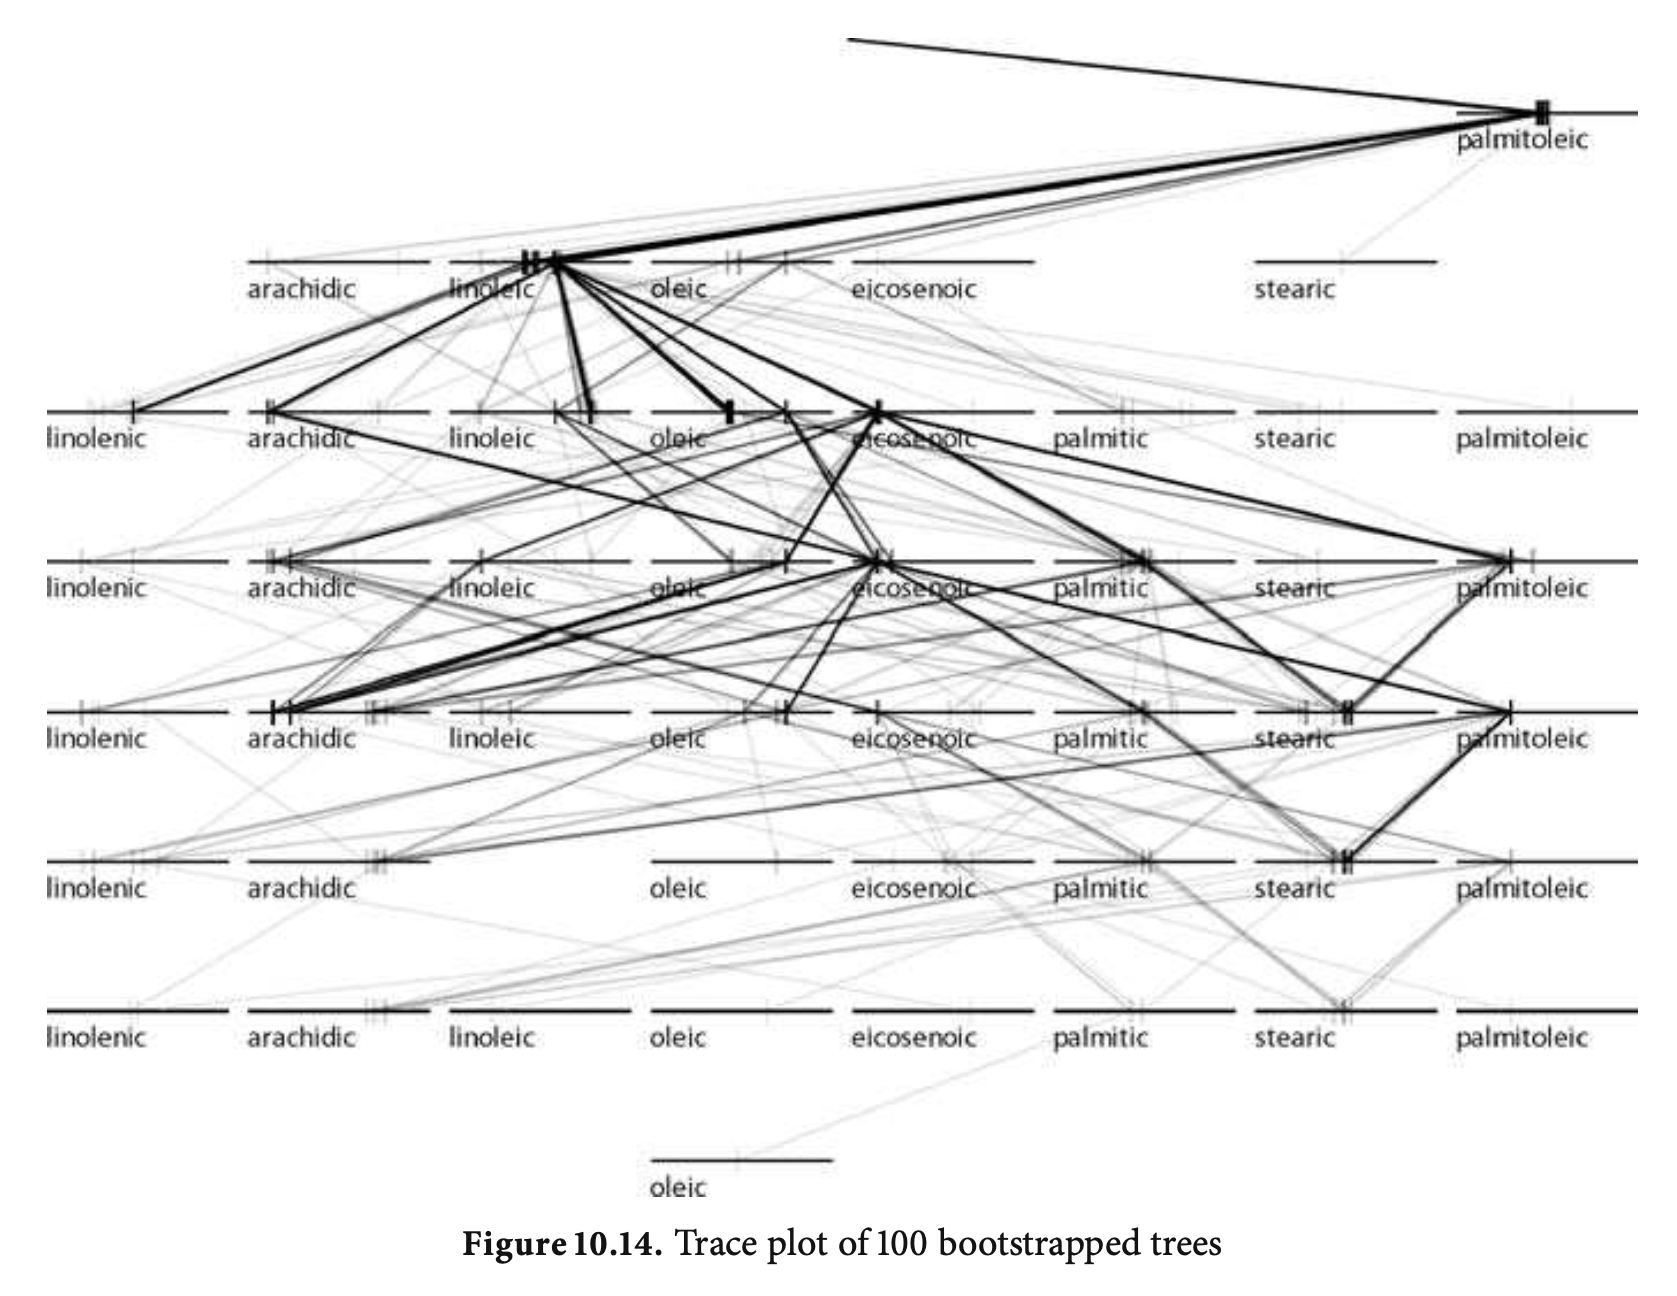 palmitoleic
arachidic linoleic oleic eicosenoic stearic
linolenic arachidic linoleic oleic eicosenoic palmitic stearic palmitoleic
linolenic arachidic linoleic oleic eicosenoic palmitic stearic palmitoleic
linolenic arachidic linoleic oleic eicosenoic palmitic stearic palmitoleic
linolenic arachidic oleic eicosenoic palmitic stearic palmitoleic
linolenic arachidic linoleic oleic eicosenoic palmitic stearic palmitoleic
oleic
Figure 10.14. Trace plot of 100 bootstrapped trees